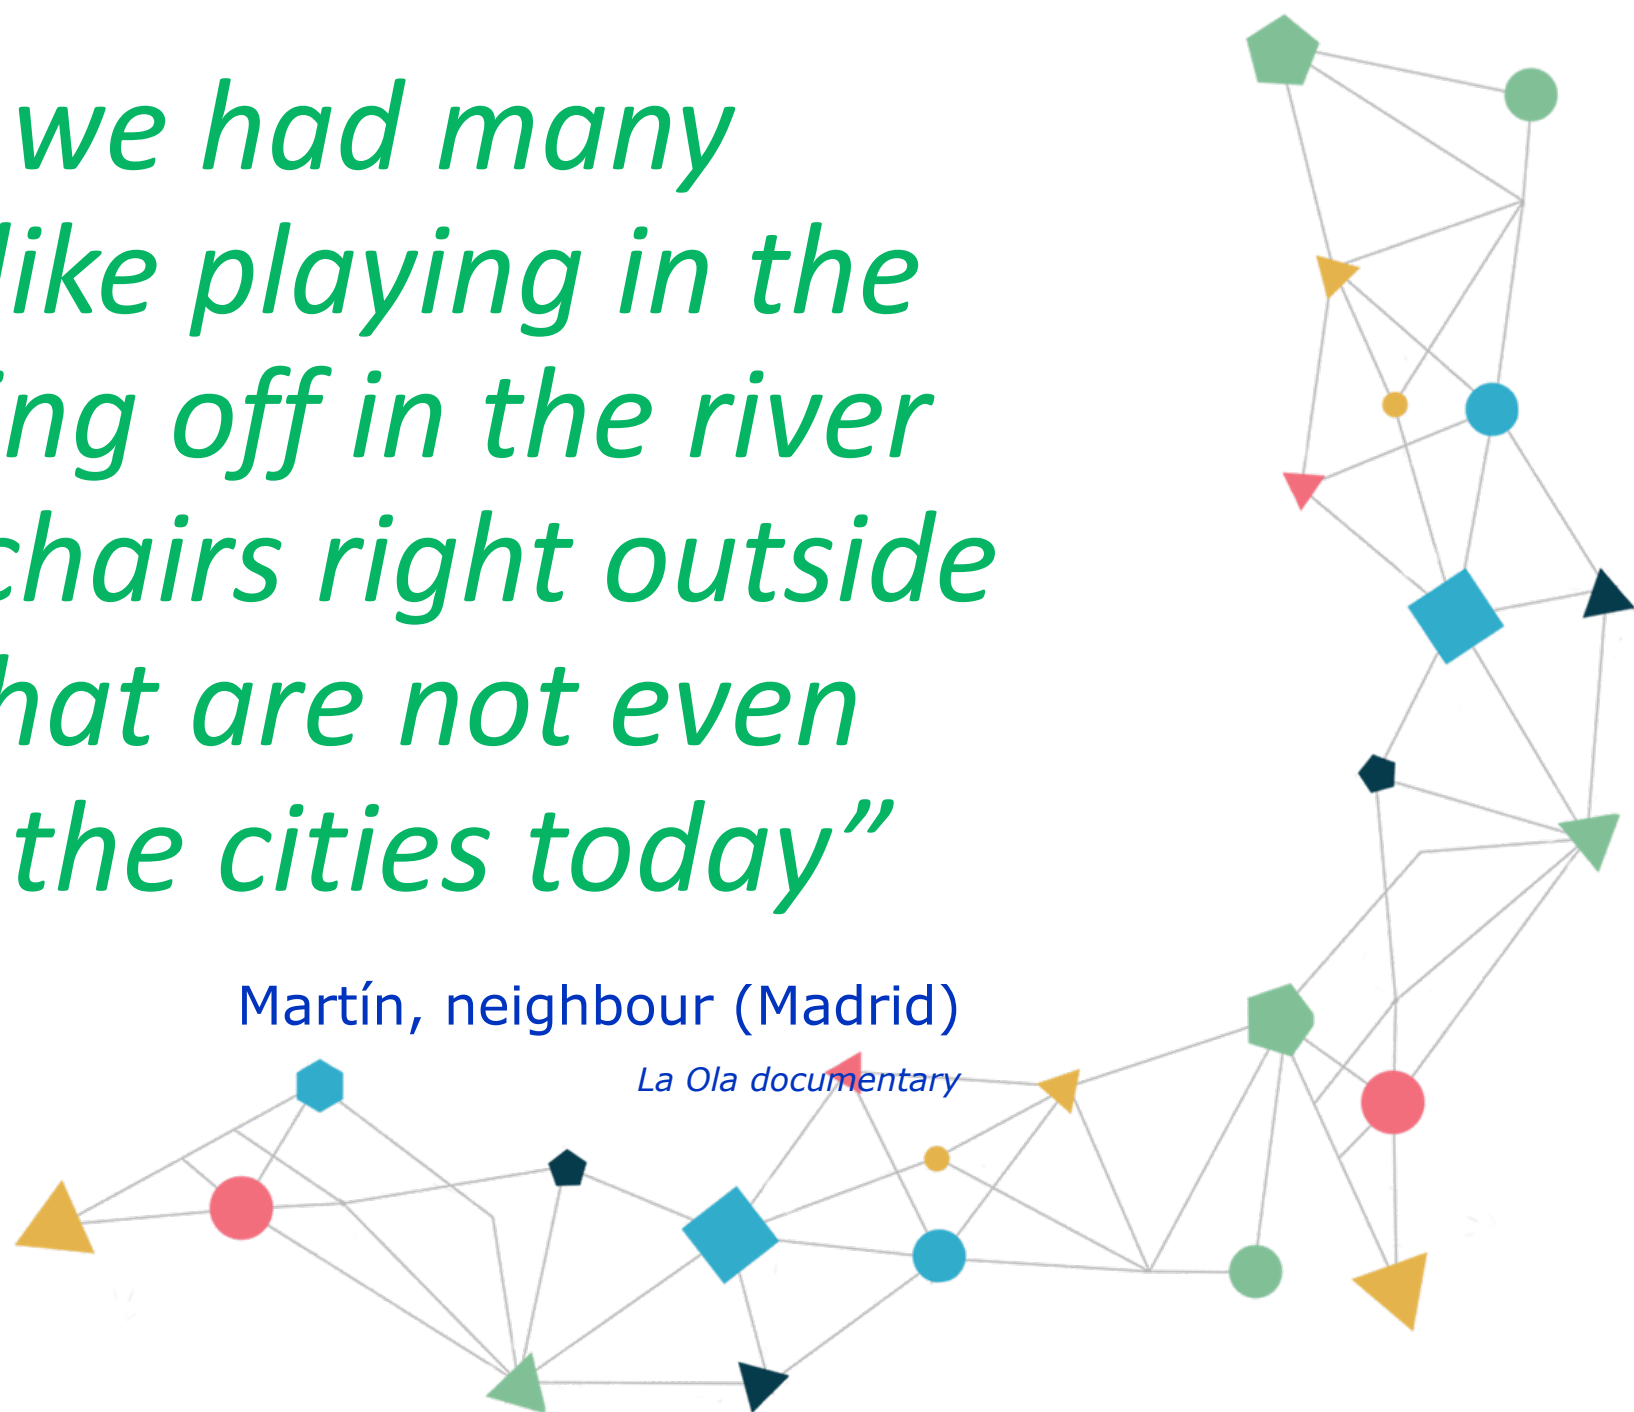 we had many
like playing in the
ing off in the river
chairs right outside
hat are not even
the cities today”
Martín, neighbour (Madrid)
La Ola documentary